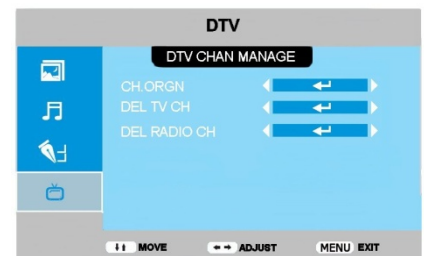 DTV
DTV CHAN MANAGE
CH.ORGN
DEL TV CH
DEL RADIO CH
MOVE ADJUST MENU EXIT